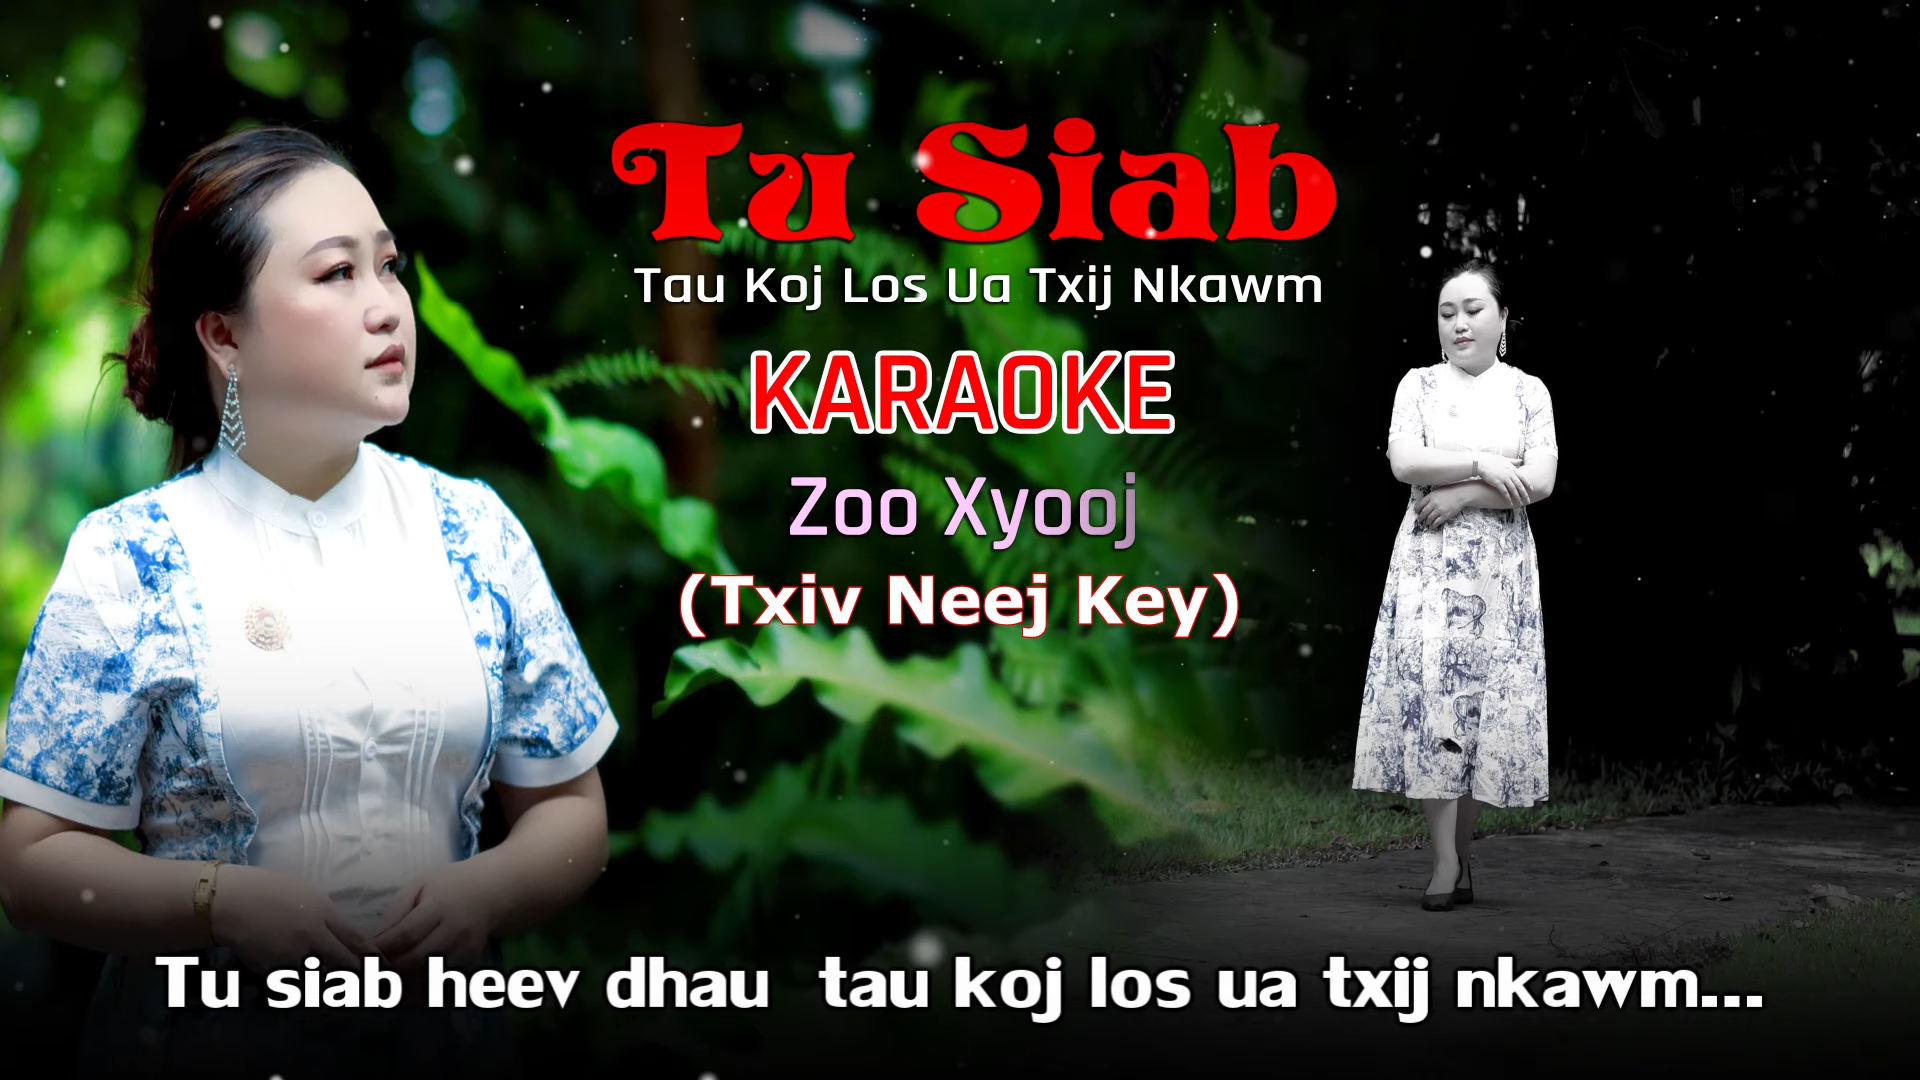 Tu Siab
Tau Koj Los Ua Txij Nkawm
KARAOKE
Zoo Xyooj
(Txiv Neej Key)
Tu siab heev dhau tau koj los ua txij nkawm...